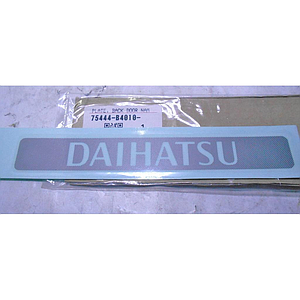 PLATE, BACK DOOR NAM
75444-B4010-
DAIHATSU